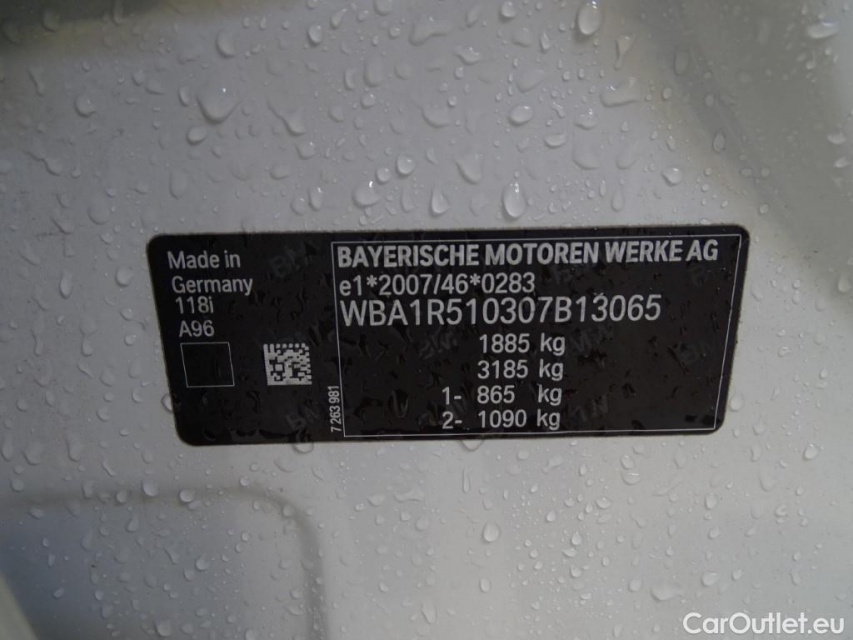 Made in
Germany
118i
A96
7 263 981
BAYERISCHE MOTOREN WERKE AG
e1*2007/46*0283
WBA1R510307B13065
1885 kg
3185 kg
1- 865 kg
2- 1090 kg
CarOutlet.eu